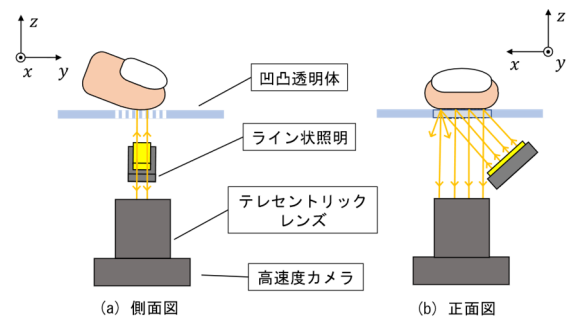 z
x
y
凹凸透明体
ライン状照明
テレセントリック
レンズ
高速度カメラ
(a) 側面図
z
x
y
(b) 正面図